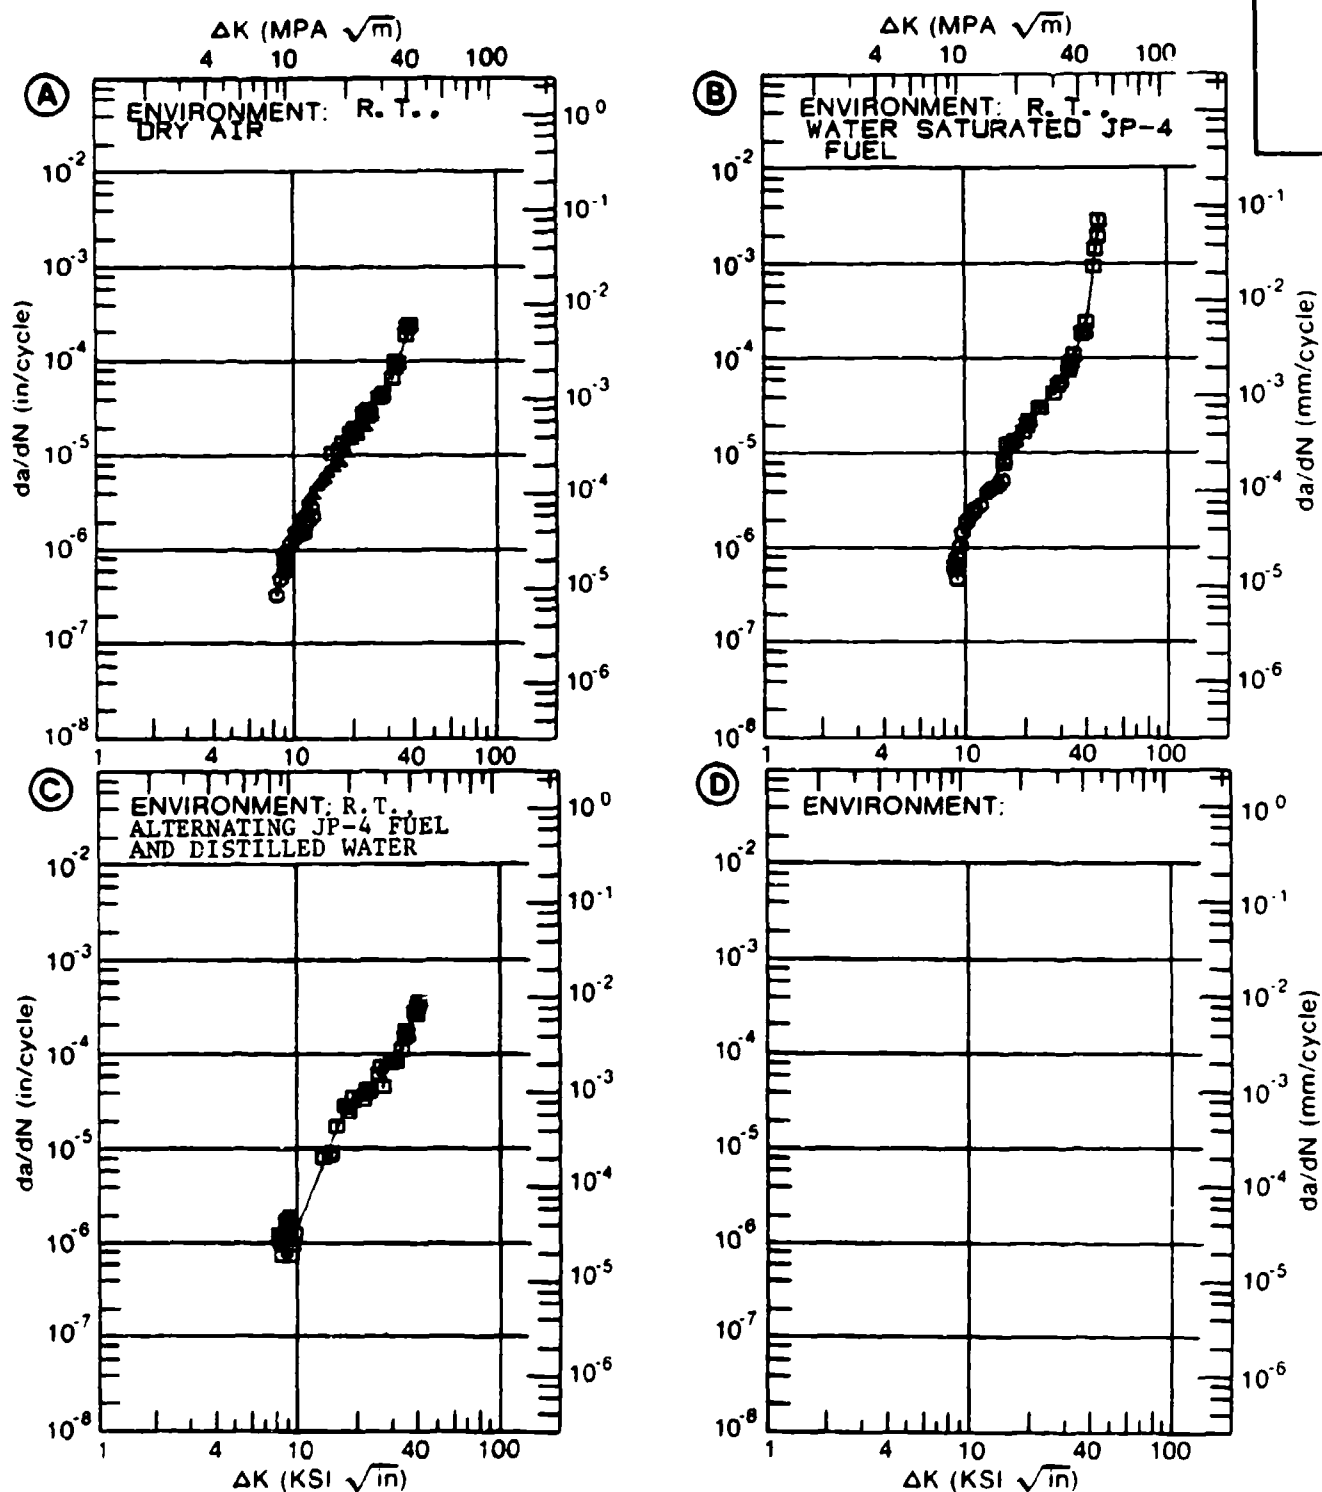 ΔK (MPA √m)
4 10 40 100
A
ENVIRONMENT: R.T.,
DRY AIR
10^-2
10^-3
10^-4
10^-5
10^-6
10^-7
10^-8
da/dN (in/cycle)
10^0
10^-1
10^-2
10^-3
10^-4
10^-5
10^-6
1 4 10 40 100
ΔK (MPA √m)
4 10 40 100
B
ENVIRONMENT: R.T.,
WATER SATURATED JP-4
FUEL
10^-2
10^-3
10^-4
10^-5
10^-6
10^-7
10^-8
10^-1
10^-2
10^-3
10^-4
10^-5
10^-6
da/dN (mm/cycle)
1 4 10 40 100
C
ENVIRONMENT: R.T.,
ALTERNATING JP-4 FUEL
AND DISTILLED WATER
10^-2
10^-3
10^-4
10^-5
10^-6
10^-7
10^-8
da/dN (in/cycle)
10^0
10^-1
10^-2
10^-3
10^-4
10^-5
10^-6
1 4 10 40 100
ΔK (KSI √in)
D
ENVIRONMENT:
10^-2
10^-3
10^-4
10^-5
10^-6
10^-7
10^-8
10^0
10^-1
10^-2
10^-3
10^-4
10^-5
10^-6
da/dN (mm/cycle)
1 4 10 40 100
ΔK (KSI √in)